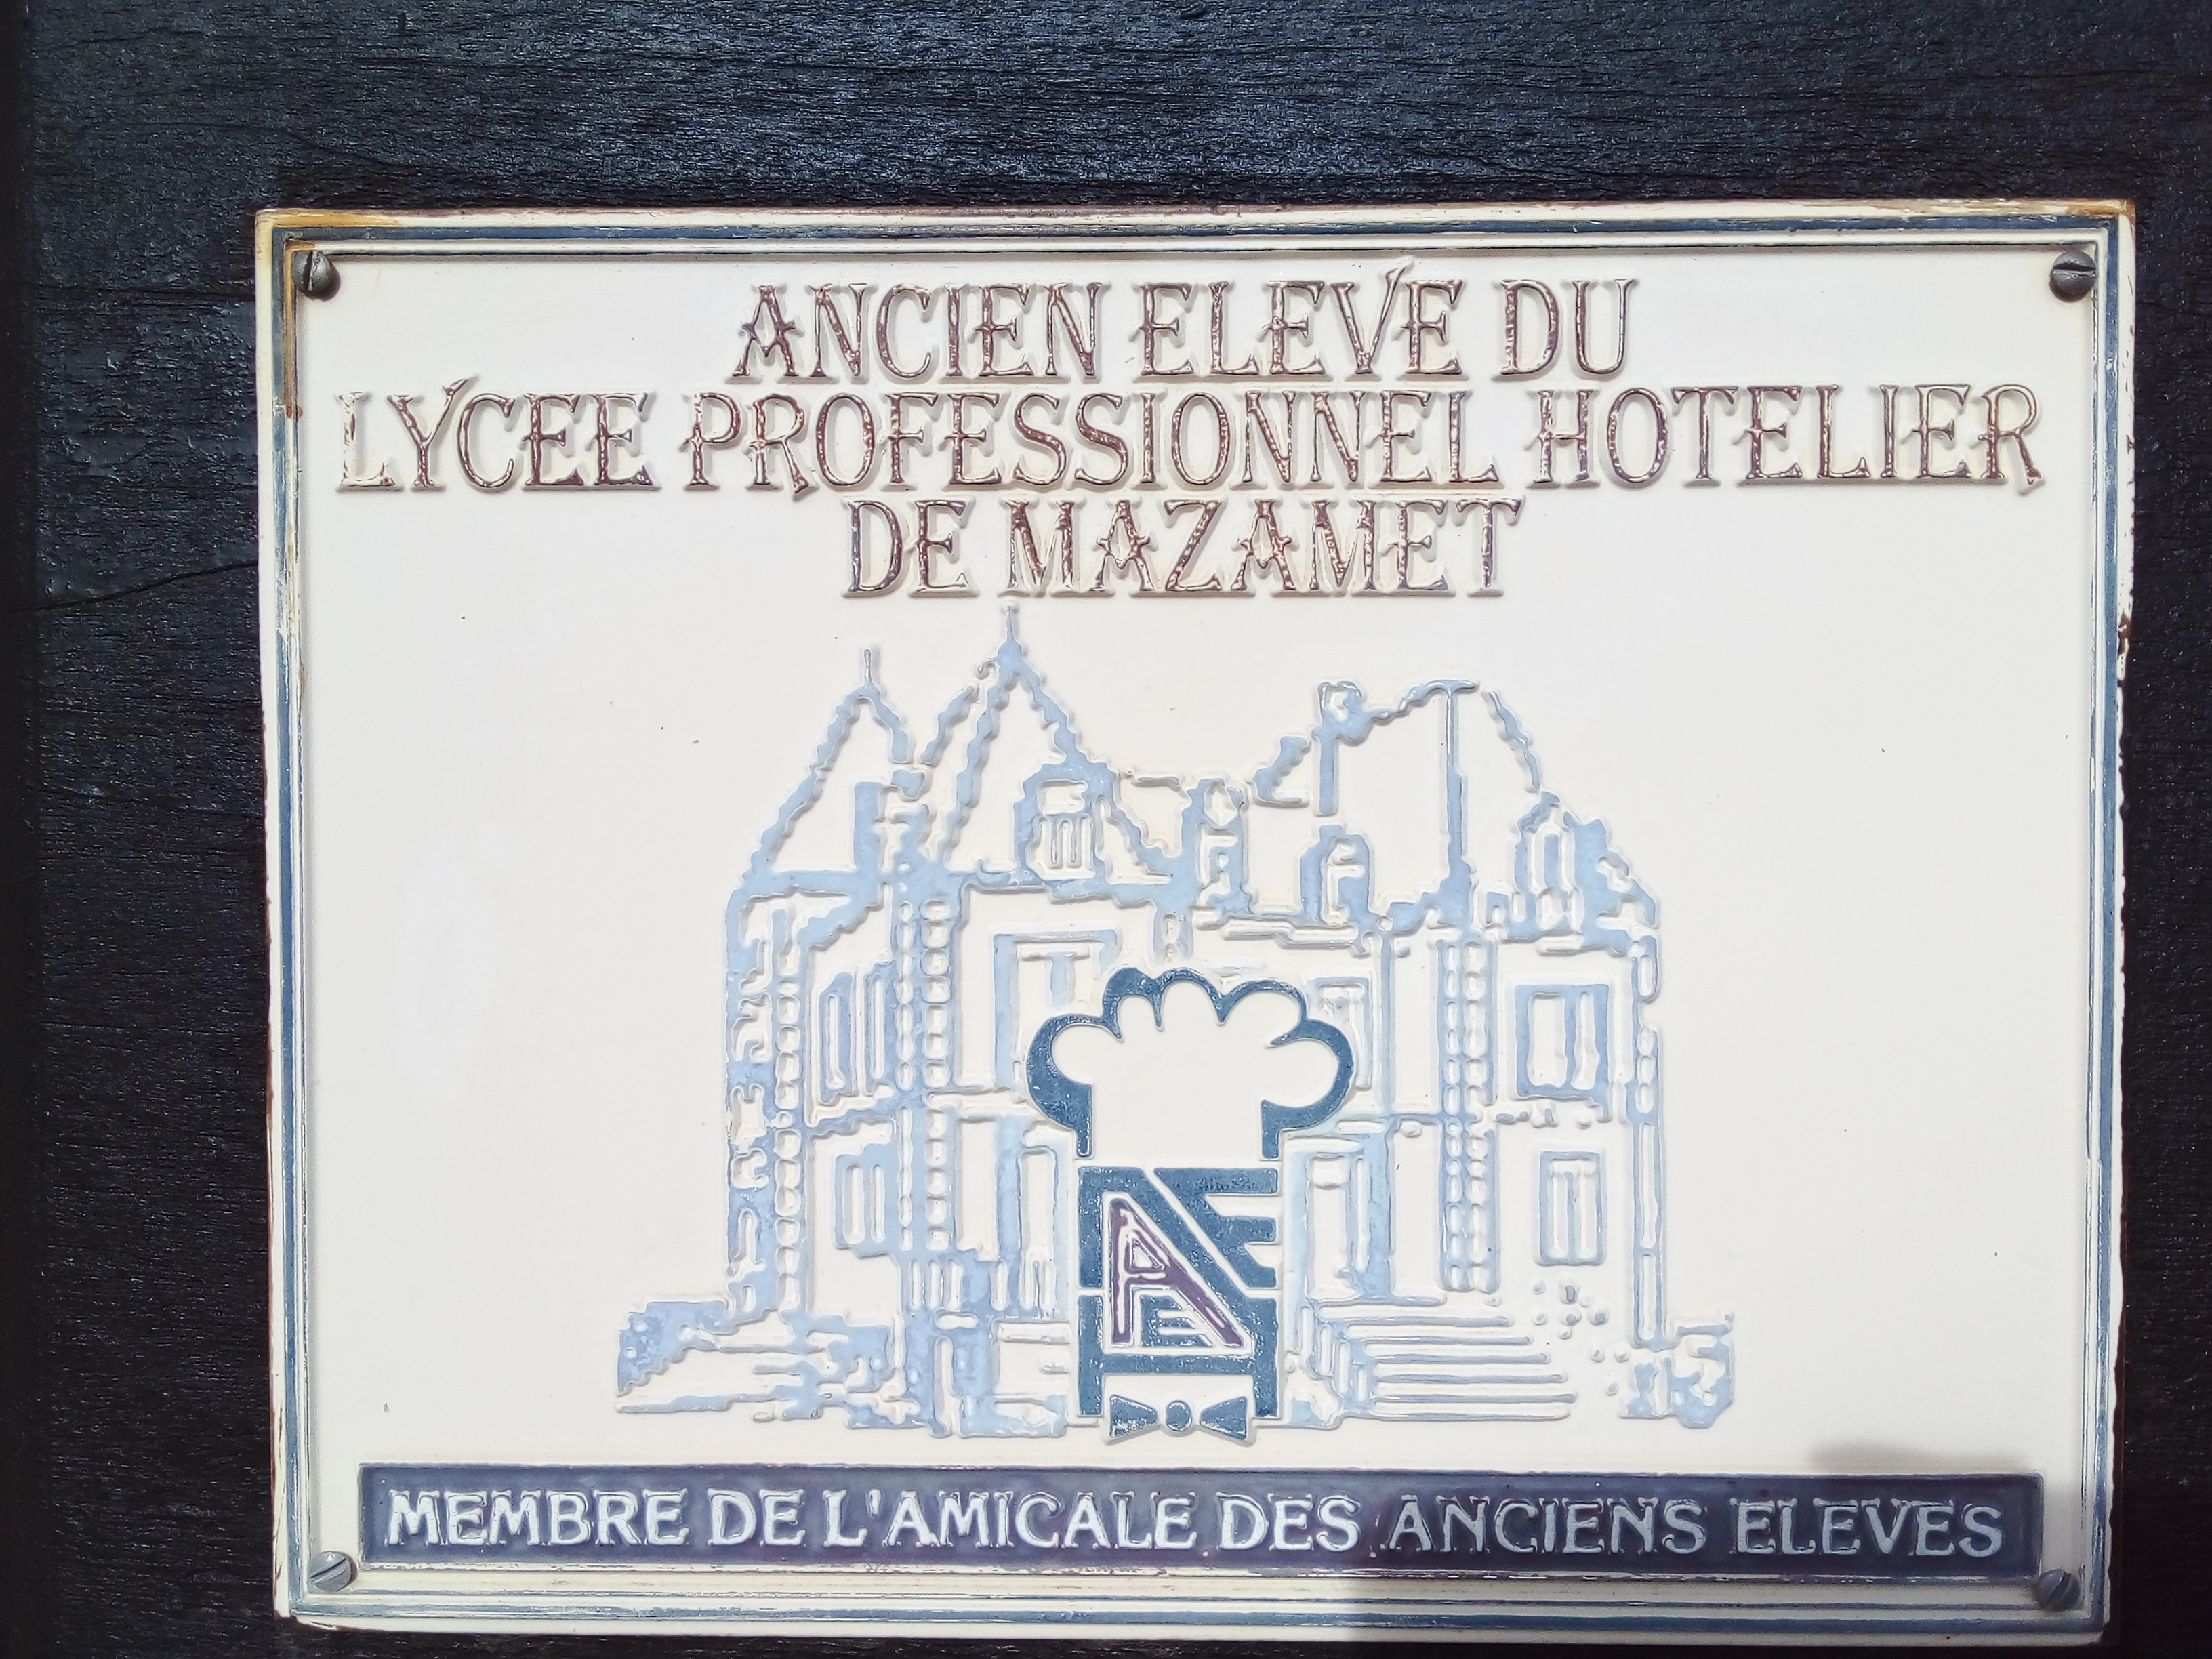 ANCIEN ELEVE DU
LYCEE PROFESSIONNEL HOTELIER
DE MAZAMET
MEMBRE DE L'AMICALE DES ANCIENS ELEVES